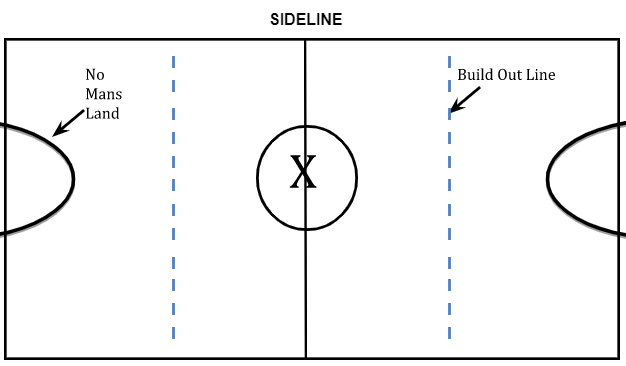 SIDELINE
No
Mans
Land
Build Out Line
X